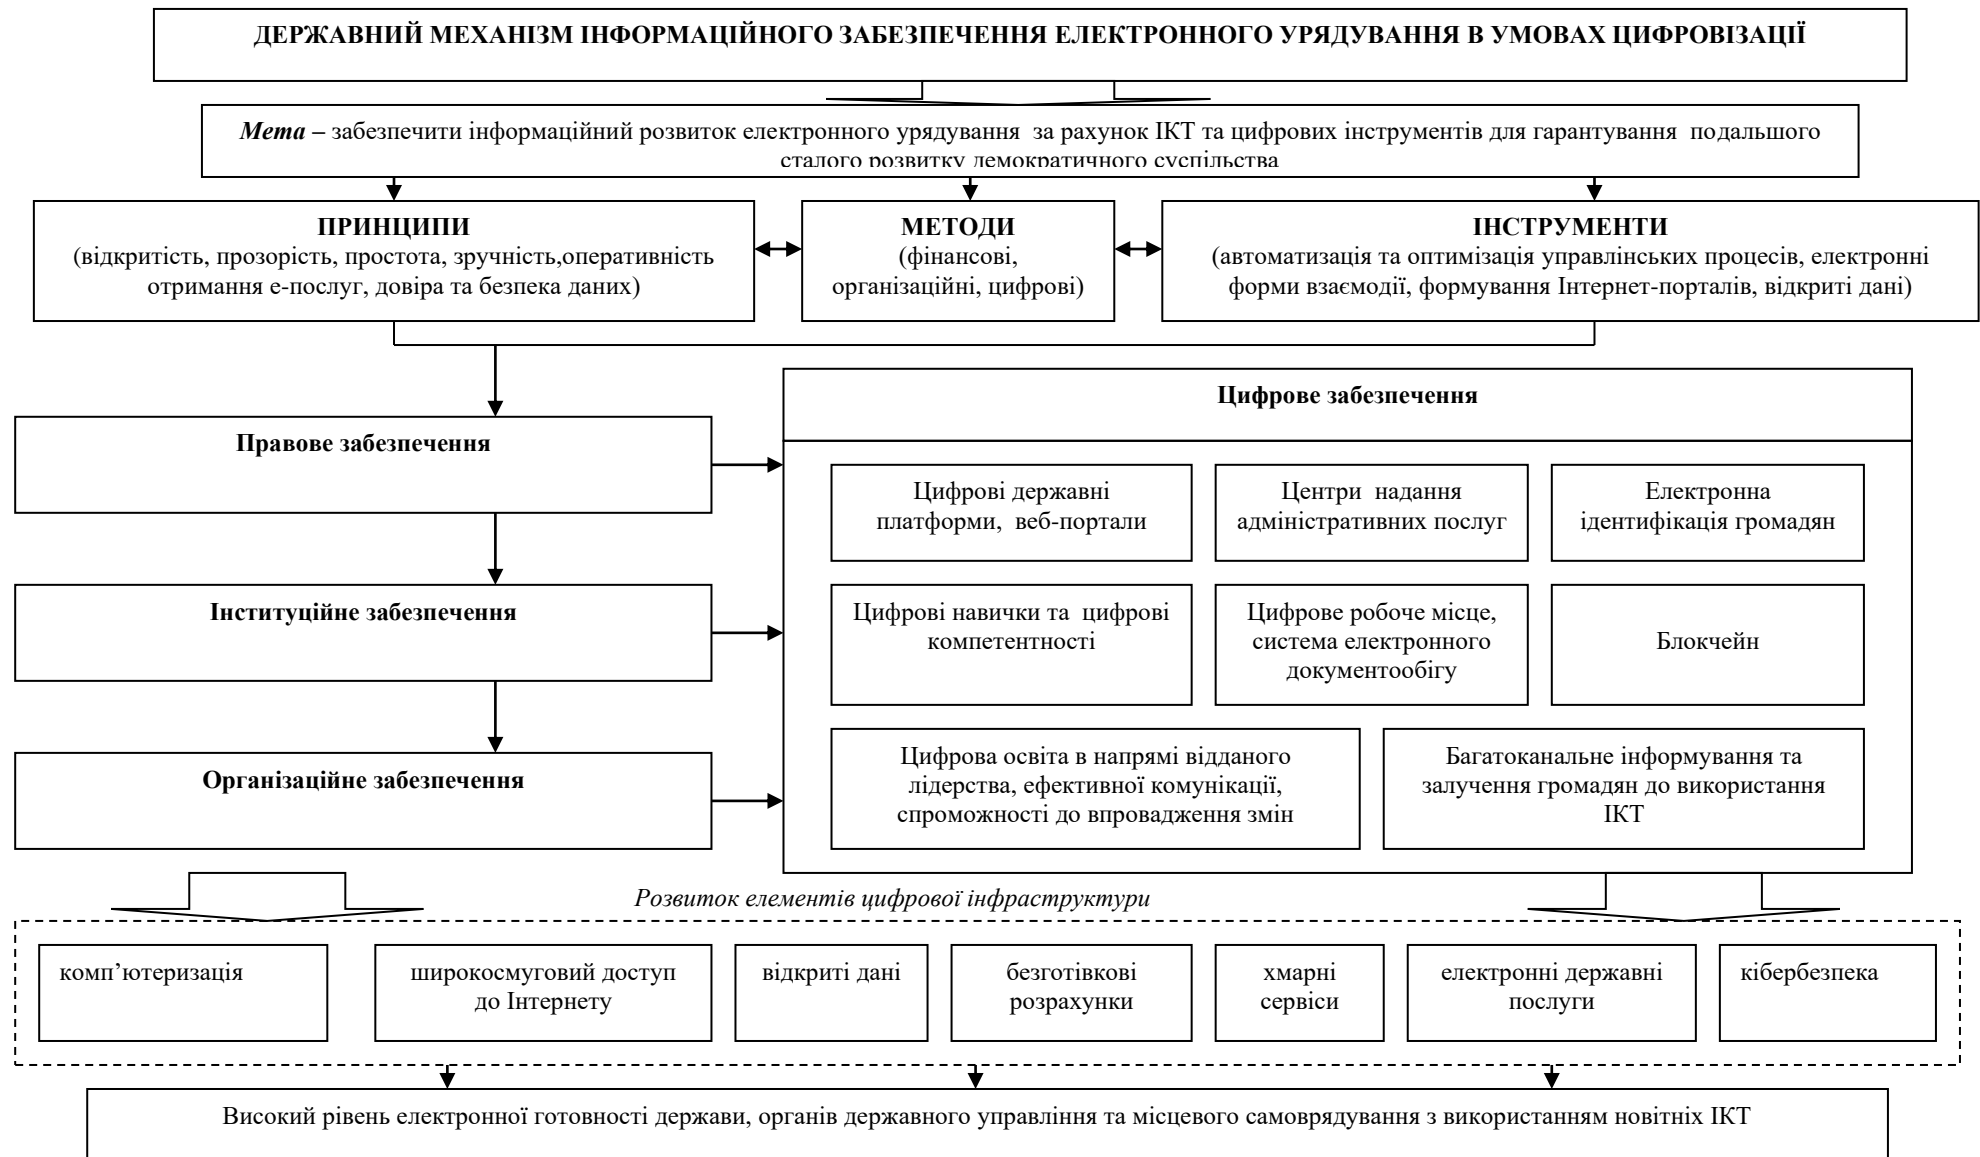 ДЕРЖАВНИЙ МЕХАНІЗМ ІНФОРМАЦІЙНОГО ЗАБЕЗПЕЧЕННЯ ЕЛЕКТРОННОГО УРЯДУВАННЯ В УМОВАХ ЦИФРОВІЗАЦІЇ
Мета – забезпечити інформаційний розвиток електронного урядування за рахунок ІКТ та цифрових інструментів для гарантування подальшого
сталого розвитку демократичного суспільства
ПРИНЦИПИ
(відкритість, прозорість, простота, зручність,оперативність
отримання е-послуг, довіра та безпека даних)
МЕТОДИ
(фінансові,
організаційні, цифрові)
ІНСТРУМЕНТИ
(автоматизація та оптимізація управлінських процесів, електронні
форми взаємодії, формування Інтернет-порталів, відкриті дані)
Правове забезпечення
Інституційне забезпечення
Організаційне забезпечення
Цифрове забезпечення
Цифрові державні
платформи, веб-портали
Центри надання
адміністративних послуг
Електронна
ідентифікація громадян
Цифрові навички та цифрові
компетентності
Цифрове робоче місце,
система електронного
документообігу
Блокчейн
Цифрова освіта в напрямі відданого
лідерства, ефективної комунікації,
спроможності до впровадження змін
Багатоканальне інформування та
залучення громадян до використання
ІКТ
Розвиток елементів цифрової інфраструктури
комп’ютеризація
широкосмуговий доступ
до Інтернету
відкриті дані
безготівкові
розрахунки
хмарні
сервіси
електронні державні
послуги
кібербезпека
Високий рівень електронної готовності держави, органів державного управління та місцевого самоврядування з використанням новітніх ІКТ